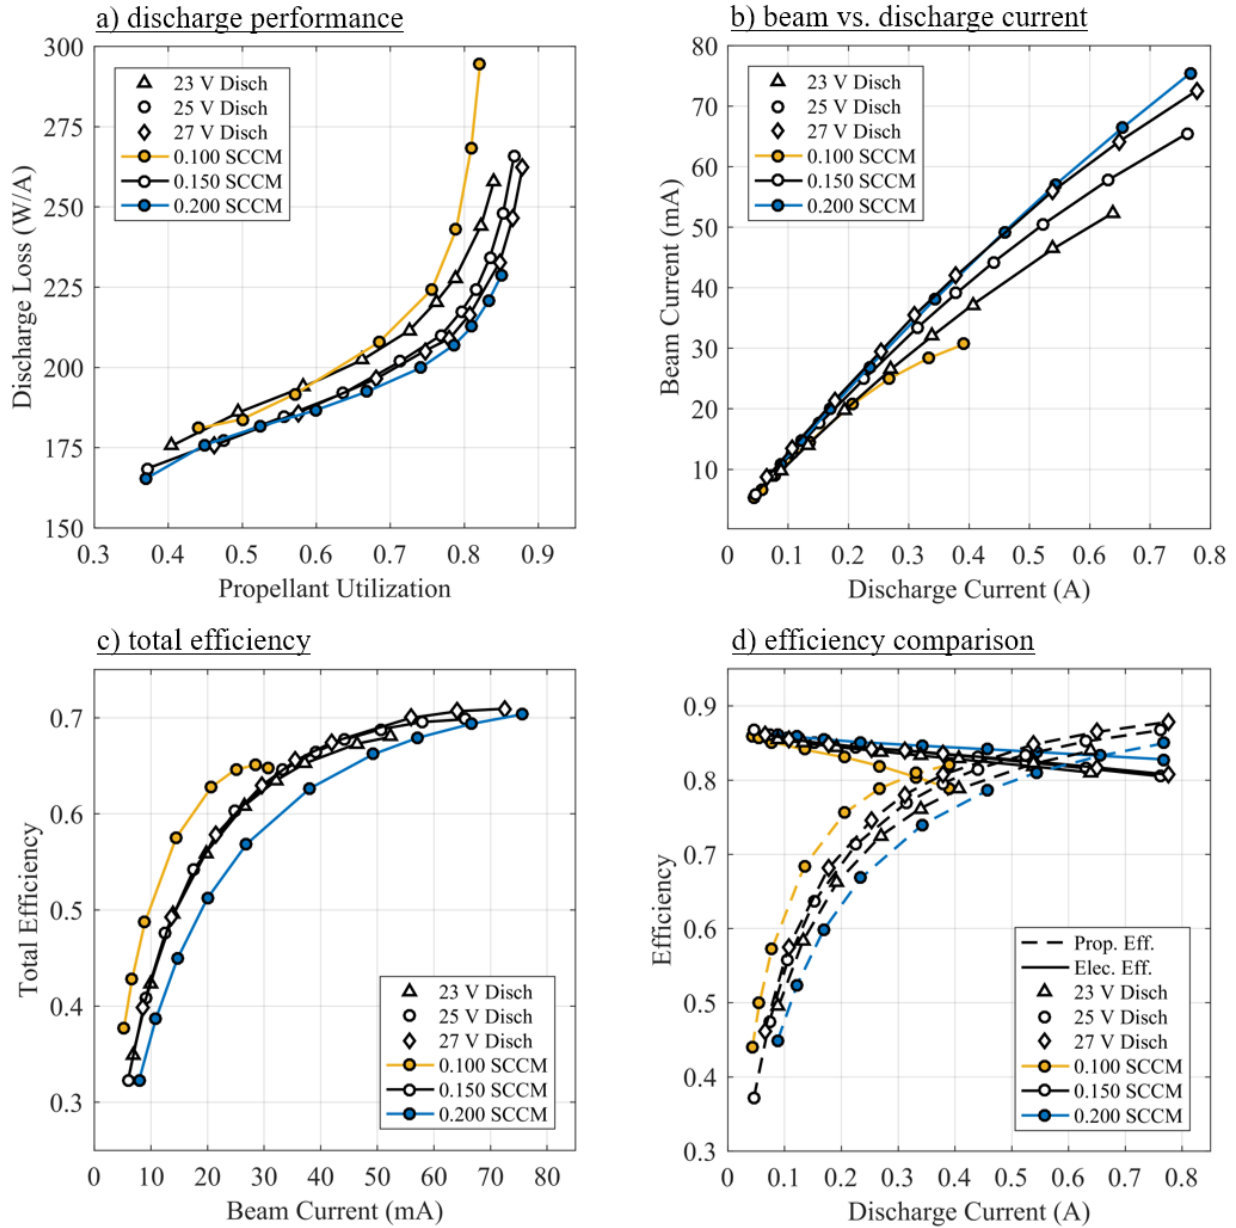 a) discharge performance
300
275
250
225
200
175
150
0.3 0.4 0.5 0.6 0.7 0.8 0.9
Discharge Loss (W/A)
Propellant Utilization
23 V Disch
25 V Disch
27 V Disch
0.100 SCCM
0.150 SCCM
0.200 SCCM
b) beam vs. discharge current
80
70
60
50
40
30
20
10
0 0.1 0.2 0.3 0.4 0.5 0.6 0.7 0.8
Beam Current (mA)
Discharge Current (A)
23 V Disch
25 V Disch
27 V Disch
0.100 SCCM
0.150 SCCM
0.200 SCCM
c) total efficiency
0.7
0.6
0.5
0.4
0.3
0 10 20 30 40 50 60 70 80
Total Efficiency
Beam Current (mA)
23 V Disch
25 V Disch
27 V Disch
0.100 SCCM
0.150 SCCM
0.200 SCCM
d) efficiency comparison
0.9
0.8
0.7
0.6
0.5
0.4
0.3
0 0.1 0.2 0.3 0.4 0.5 0.6 0.7 0.8
Efficiency
Discharge Current (A)
Prop. Eff.
Elec. Eff.
23 V Disch
25 V Disch
27 V Disch
0.100 SCCM
0.150 SCCM
0.200 SCCM